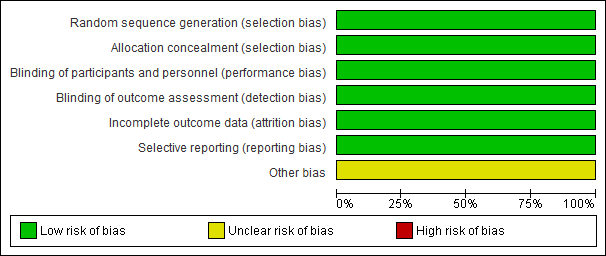 Random sequence generation (selection bias)
Allocation concealment (selection bias)
Blinding of participants and personnel (performance bias)
Blinding of outcome assessment (detection bias)
Incomplete outcome data (attrition bias)
Selective reporting (reporting bias)
Other bias
0% 25% 50% 75% 100%
Low risk of bias Unclear risk of bias High risk of bias